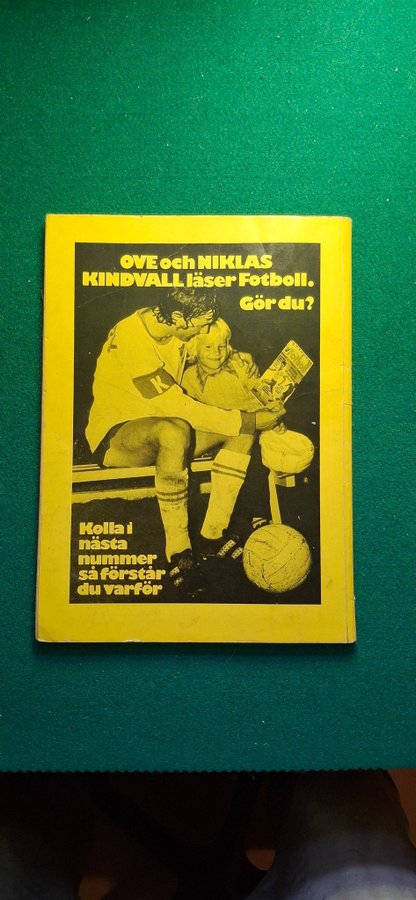 OVE och NIKLAS
KINDVALL läser Fotboll.
Gör du?
K
Kolla i
nästa
nummer
så förstår
du varför